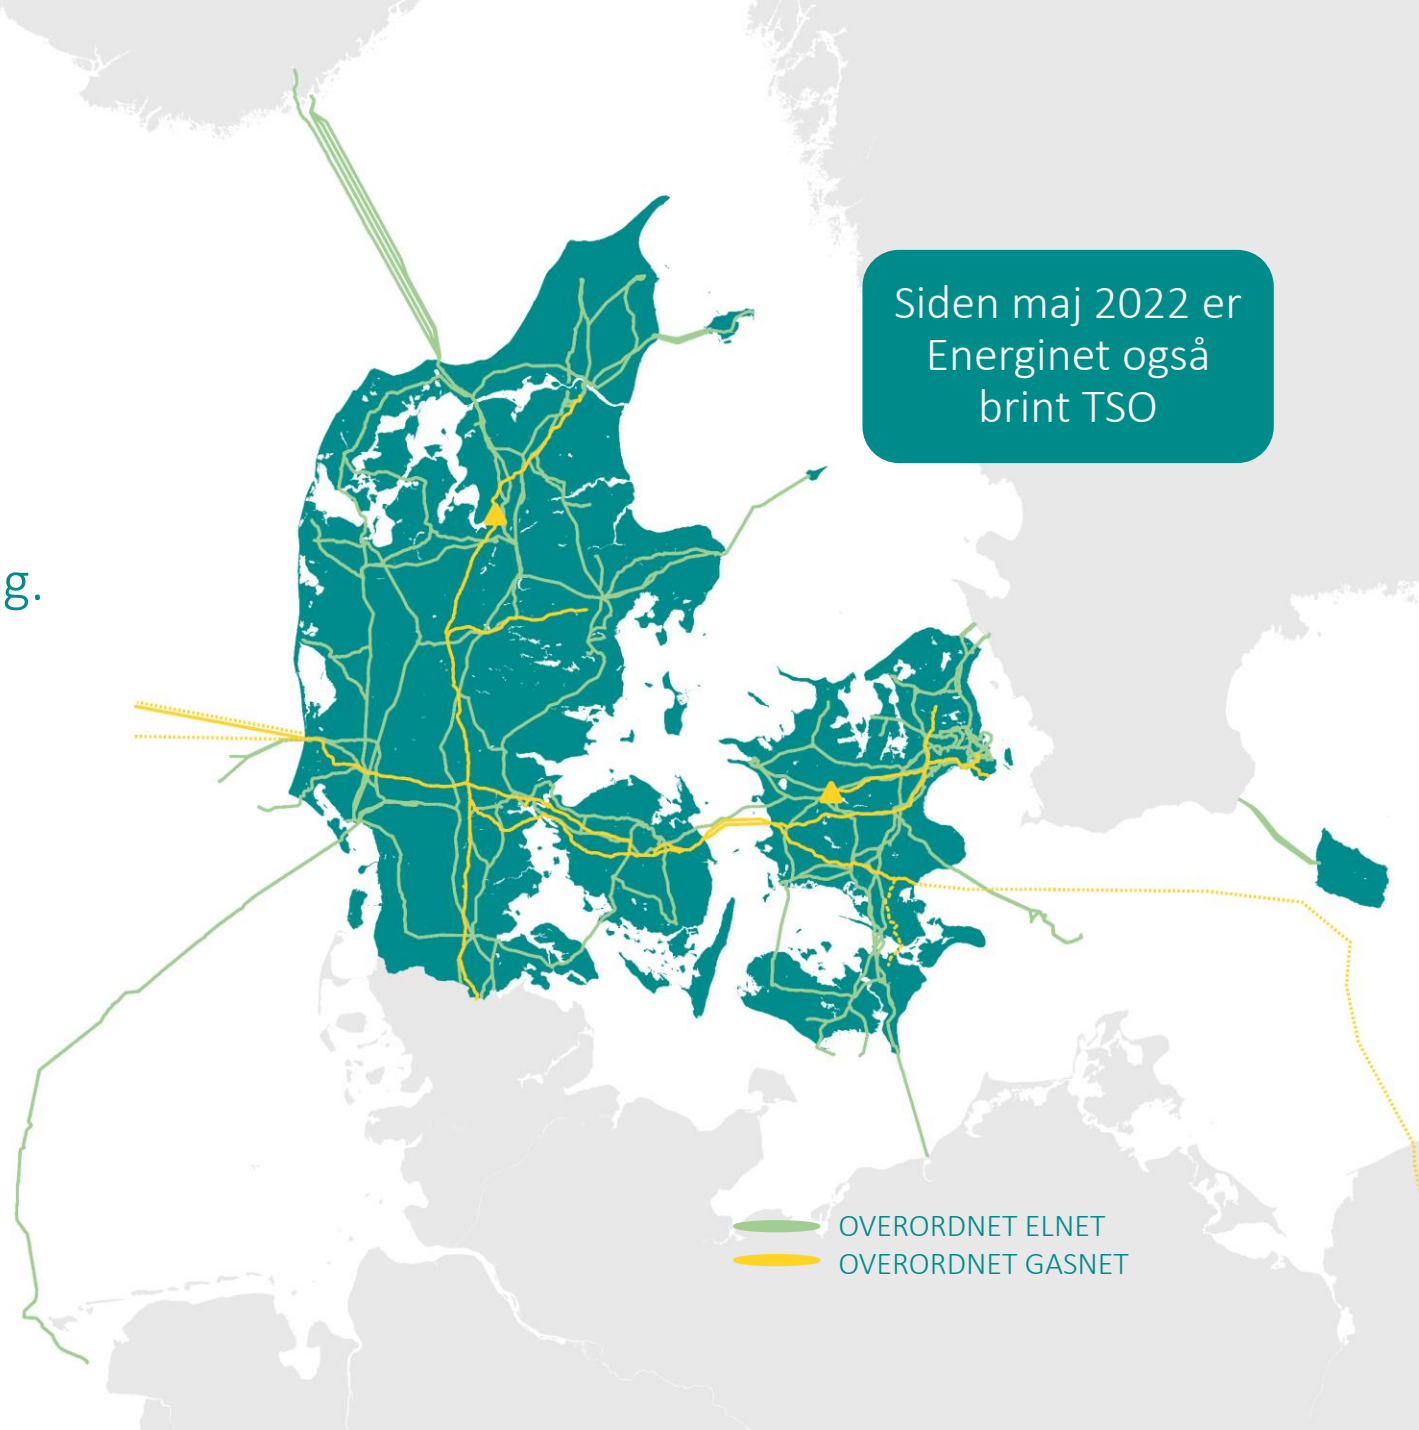 Siden maj 2022 er
Energinet også
brint TSO
g.
OVERORDNET ELNET
OVERORDNET GASNET